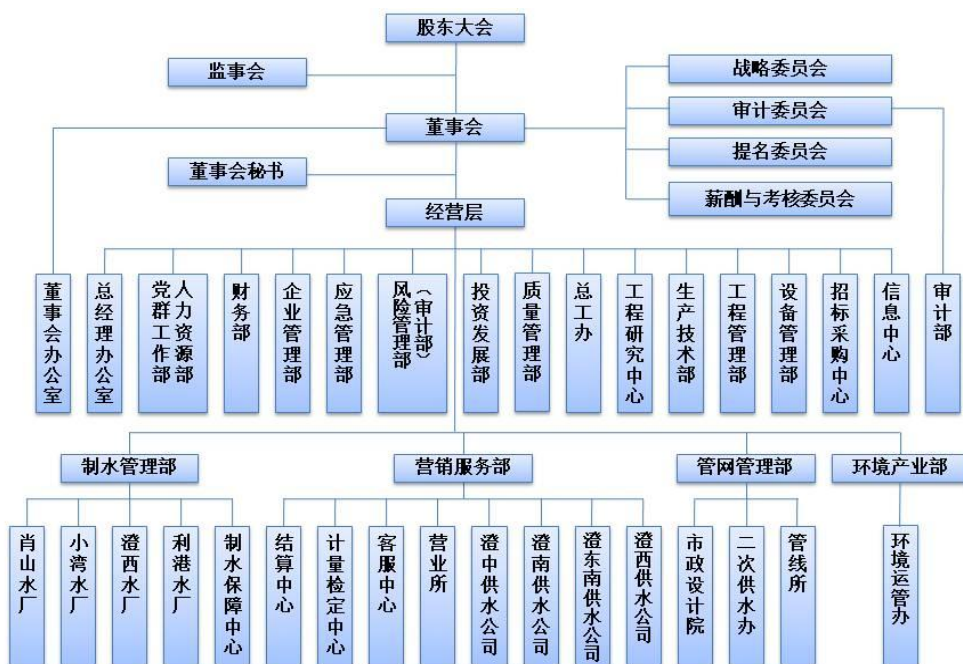 股东大会
监事会
战略委员会
审计委员会
董事会
提名委员会
董事会秘书
薪酬与考核委员会
经营层
董事会办公室
总经理办公室
党群工作部
人力资源部
财务部
企业管理部
应急管理部
风险管理部
（审计部）
投资发展部
质量管理部
总工办
工程研究中心
生产技术部
工程管理部
设备管理部
招标采购中心
信息中心
审计部
制水管理部
营销服务部
管网管理部
环境产业部
肖山水厂
小湾水厂
澄西水厂
利港水厂
制水保障中心
结算中心
计量检定中心
客服中心
营业所
澄中供水公司
澄南供水公司
澄东南供水公司
澄西供水公司
市政设计院
二次供水办
管线所
环境运管办